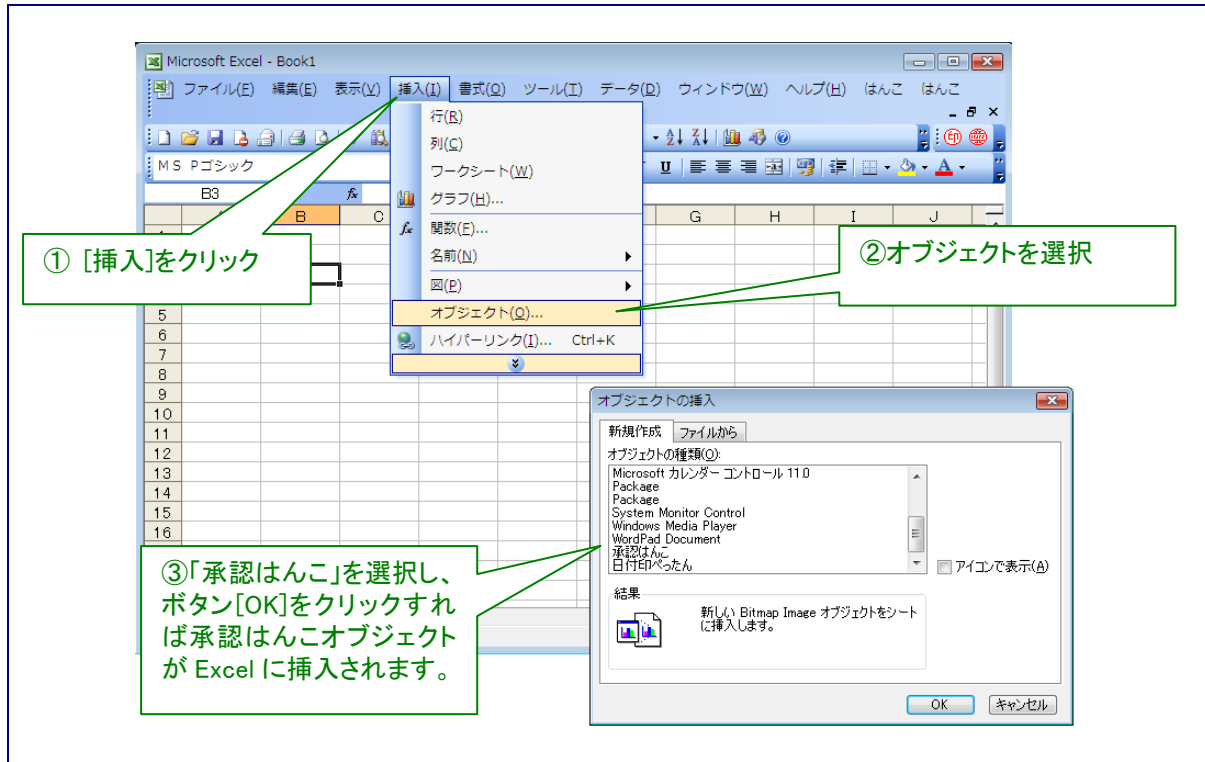 Microsoft Excel - Book1
ファイル(F) 編集(E) 表示(V) 挿入(I) 書式(O) ツール(T) データ(D) ウィンドウ(W) ヘルプ(H) はんこ はんこ
MS Pゴシック
B3
fx
B C G H I J
行(R)
列(C)
ワークシート(W)
グラフ(H)...
fx 関数(F)...
名前(N)
図(P)
オブジェクト(O)...
ハイパーリンク(I)... Ctrl+K
① [挿入]をクリック
②オブジェクトを選択
5
6
7
8
9
10
11
12
13
14
15
16
オブジェクトの挿入
新規作成 ファイルから
オブジェクトの種類(O):
Microsoft カレンダー コントロール 11.0
Package
Package
System Monitor Control
Windows Media Player
WordPad Document
承認はんこ
日付印ぺったん
アイコンで表示(A)
結果
新しい Bitmap Image オブジェクトをシート
に挿入します。
OK キャンセル
③「承認はんこ」を選択し、
ボタン[OK]をクリックすれ
ば承認はんこオブジェクト
が Excel に挿入されます。